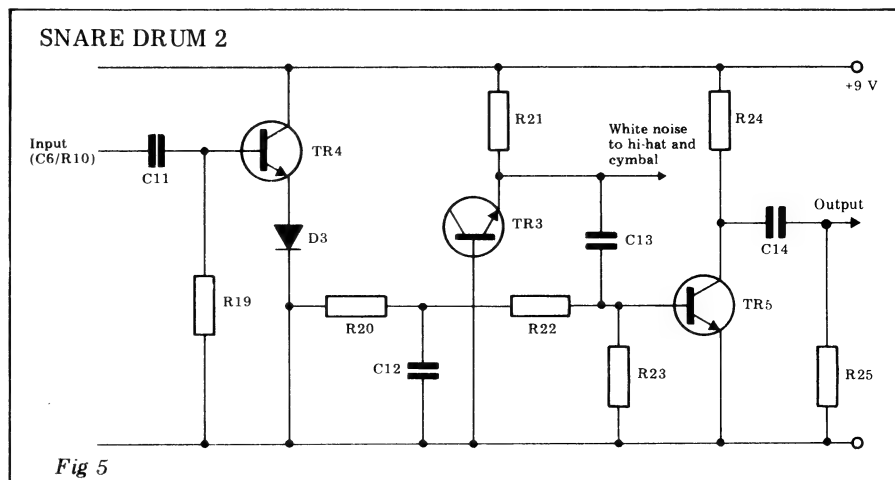 SNARE DRUM 2
+9 V
R21
R24
Input
(C6/R10)
White noise
to hi-hat and
cymbal
TR4
C11
Output
TR3
D3
C13
C14
R19
TR5
R20
R22
C12
R23
R25
Fig 5